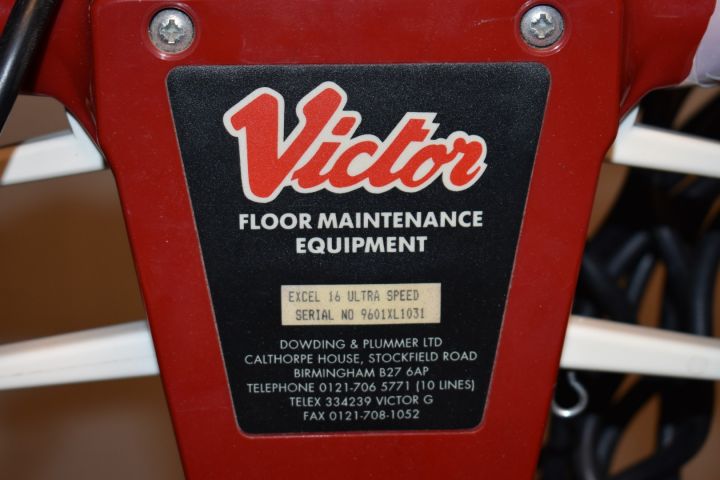 Victor
FLOOR MAINTENANCE
EQUIPMENT
EXCEL 16 ULTRA SPEED
SERIAL NO 9601XL1031
DOWDING & PLUMMER LTD
CALTHORPE HOUSE, STOCKFIELD ROAD
BIRMINGHAM B27 6AP
TELEPHONE 0121-706 5771 (10 LINES)
TELEX 334239 VICTOR G
FAX 0121-708-1052